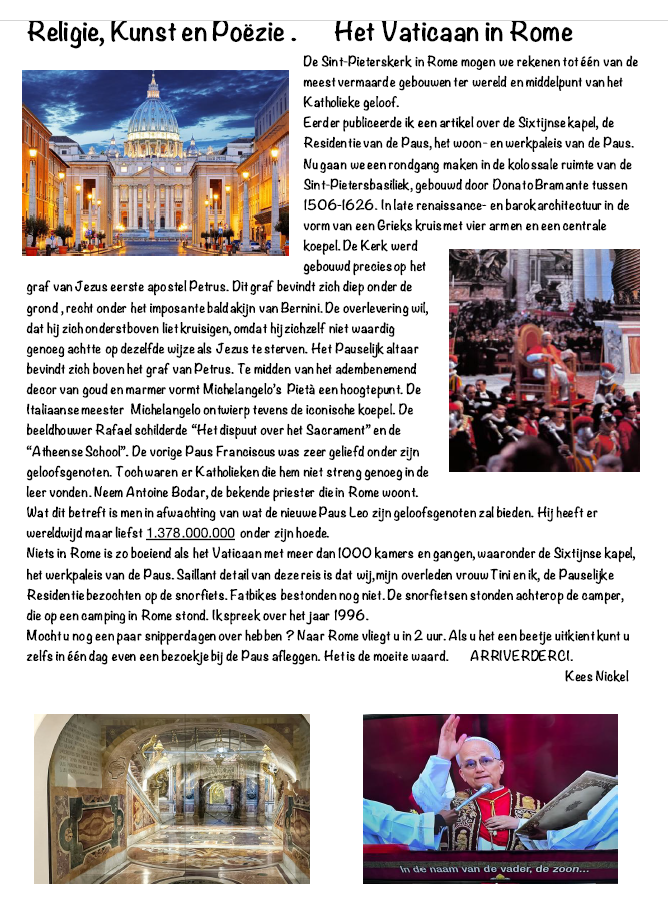 Religie, Kunst en Poëzie . Het Vaticaan in Rome
De Sint-Pieterskerk in Rome mogen we rekenen tot één van de
meest vermaarde gebouwen ter wereld en middelpunt van het
Katholieke geloof.
Eerder publiceerde ik een artikel over de Sixtijnse kapel, de
Residentie van de Paus, het woon- en werkpaleis van de Paus.
Nu gaan we een rondgang maken in de kolossale ruimte van de
Sint-Pietersbasiliek, gebouwd door Donato Bramante tussen
1506-1626. In late renaissance- en barok architectuur in de
vorm van een Grieks kruis met vier armen en een centrale
koepel. De Kerk werd
gebouwd precies op het
graf van Jezus eerste apostel Petrus. Dit graf bevindt zich diep onder de
grond , recht onder het imposante baldakijn van Bernini. De overlevering wil,
dat hij zich onderstboven liet kruisigen, omdat hij zichzelf niet waardig
genoeg achtte op dezelfde wijze als Jezus te sterven. Het Pauselijk altaar
bevindt zich boven het graf van Petrus. Te midden van het adembenemend
decor van goud en marmer vormt Michelangelo's Pietà een hoogtepunt. De
Italiaanse meester Michelangelo ontwierp tevens de iconische koepel. De
beeldhouwer Rafael schilderde "Het dispuut over het Sacrament" en de
"Atheense School". De vorige Paus Franciscus was zeer geliefd onder zijn
geloofsgenoten. Toch waren er Katholieken die hem niet streng genoeg in de
leer vonden. Neem Antoine Bodar, de bekende priester die in Rome woont.
Wat dit betreft is men in afwachting van wat de nieuwe Paus Leo zijn geloofsgenoten zal bieden. Hij heeft er
wereldwijd maar liefst 1.378.000.000 onder zijn hoede.
Niets in Rome is zo boeiend als het Vaticaan met meer dan 1000 kamers en gangen, waaronder de Sixtijnse kapel,
het werkpaleis van de Paus. Saillant detail van deze reis is dat wij, mijn overleden vrouw Tini en ik, de Pauselijke
Residentie bezochten op de snorfiets. Fatbikes bestonden nog niet. De snorfietsen stonden achterop de camper,
die op een camping in Rome stond. Ik spreek over het jaar 1996.
Mocht u nog een paar snipperdagen over hebben ? Naar Rome vliegt u in 2 uur. Als u het een beetje uitkient kunt u
zelfs in één dag even een bezoekje bij de Paus afleggen. Het is de moeite waard. ARRIVERDERCI.
Kees Nickel
In de naam van de vader, de zoon...